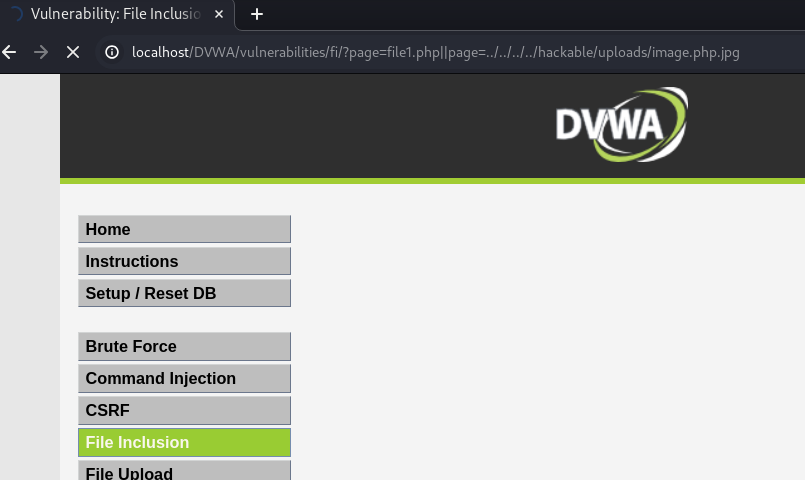 Vulnerability: File Inclusio
localhost/DVWA/vulnerabilities/fi/?page=file1.php||page=../../../../hackable/uploads/image.php.jpg
DVWA
Home
Instructions
Setup / Reset DB
Brute Force
Command Injection
CSRF
File Inclusion
File Upload